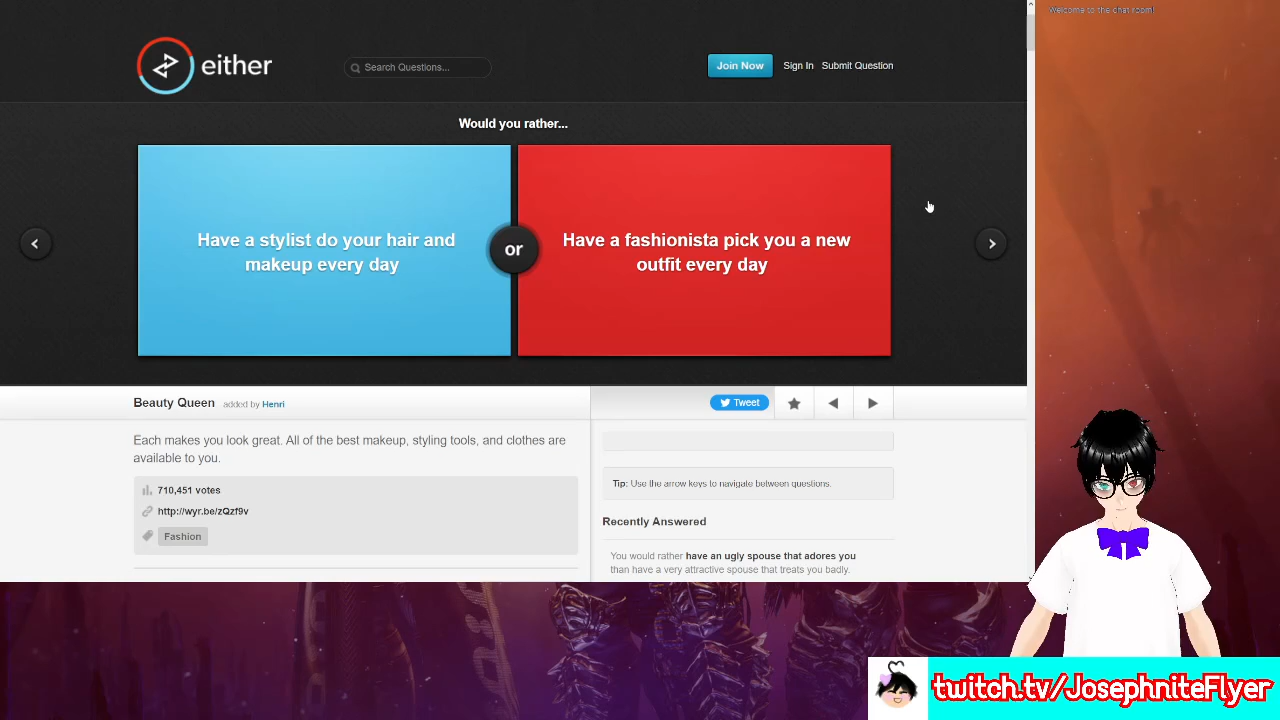 Welcome to the chat room!
either
Search Questions...
Join Now
Sign In
Submit Question
Would you rather...
Have a stylist do your hair and
makeup every day
or
Have a fashionista pick you a new
outfit every day
Beauty Queen added by Henri
Tweet
Each makes you look great. All of the best makeup, styling tools, and clothes are
available to you.
710,451 votes
http://wyr.be/zQzf9v
Fashion
Tip: Use the arrow keys to navigate between questions.
Recently Answered
You would rather have an ugly spouse that adores you
than have a very attractive spouse that treats you badly.
twitch.tv/JosephniteFlyer